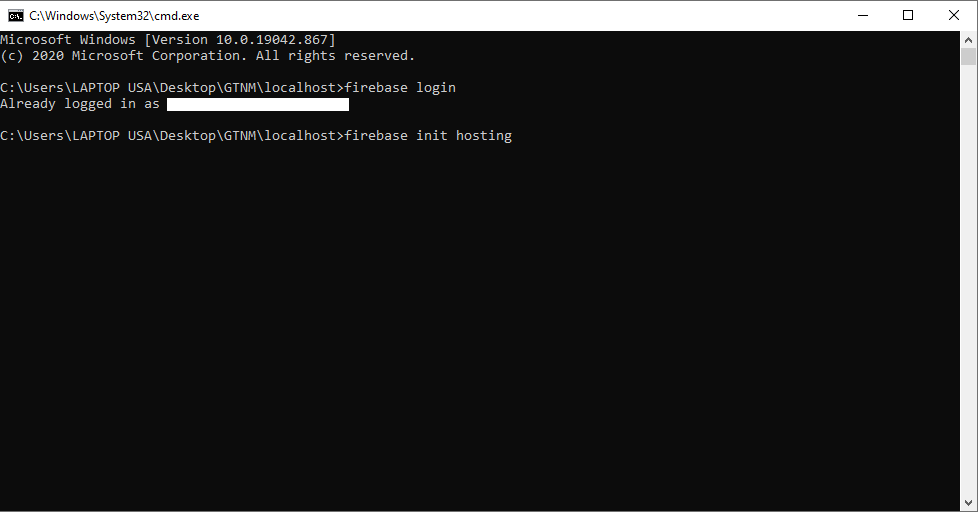 C:\Windows\System32\cmd.exe
Microsoft Windows [Version 10.0.19042.867]
(c) 2020 Microsoft Corporation. All rights reserved.
C:\Users\LAPTOP USA\Desktop\GTNM\localhost>firebase login
Already logged in as
C:\Users\LAPTOP USA\Desktop\GTNM\localhost>firebase init hosting